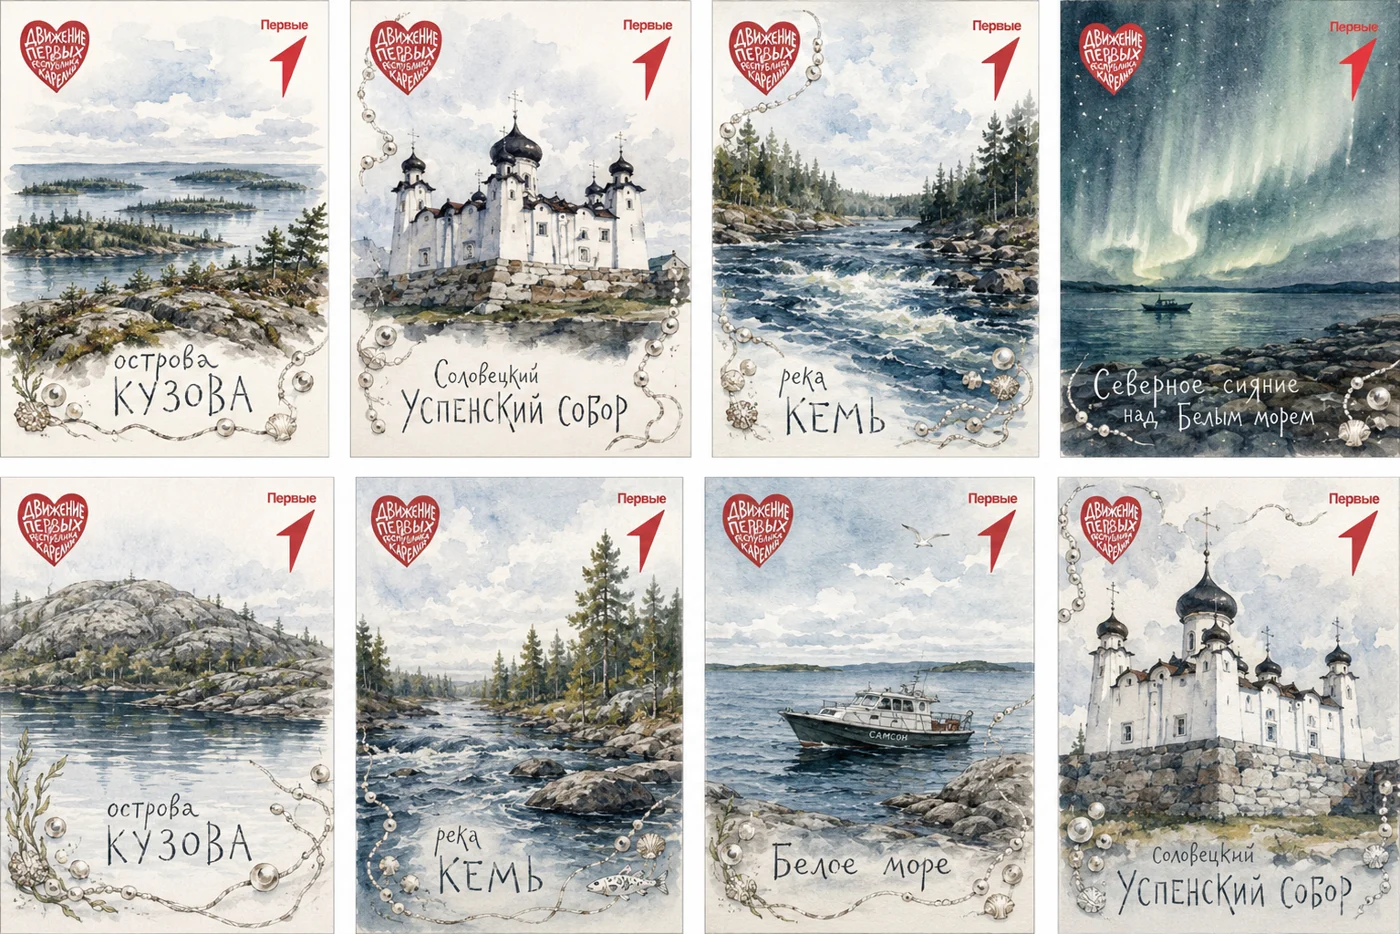 ДВИЖЕНИЕ
ПЕРВЫХ
РЕСПУБЛИКА
КАРЕЛИЯ
Первые
острова
КУЗОВА
ДВИЖЕНИЕ
ПЕРВЫХ
РЕСПУБЛИКА
КАРЕЛИЯ
Первые
Соловецкий
УСПЕНСКИЙ СОБОР
ДВИЖЕНИЕ
ПЕРВЫХ
РЕСПУБЛИКА
КАРЕЛИЯ
Первые
река
КЕМЬ
ДВИЖЕНИЕ
ПЕРВЫХ
РЕСПУБЛИКА
КАРЕЛИЯ
Первые
Северное сияние
над Белым морем
ДВИЖЕНИЕ
ПЕРВЫХ
РЕСПУБЛИКА
КАРЕЛИЯ
Первые
острова
КУЗОВА
ДВИЖЕНИЕ
ПЕРВЫХ
РЕСПУБЛИКА
КАРЕЛИЯ
Первые
река
КЕМЬ
ДВИЖЕНИЕ
ПЕРВЫХ
РЕСПУБЛИКА
КАРЕЛИЯ
Первые
САМСОН
Белое море
ДВИЖЕНИЕ
ПЕРВЫХ
РЕСПУБЛИКА
КАРЕЛИЯ
Первые
Соловецкий
УСПЕНСКИЙ СОБОР